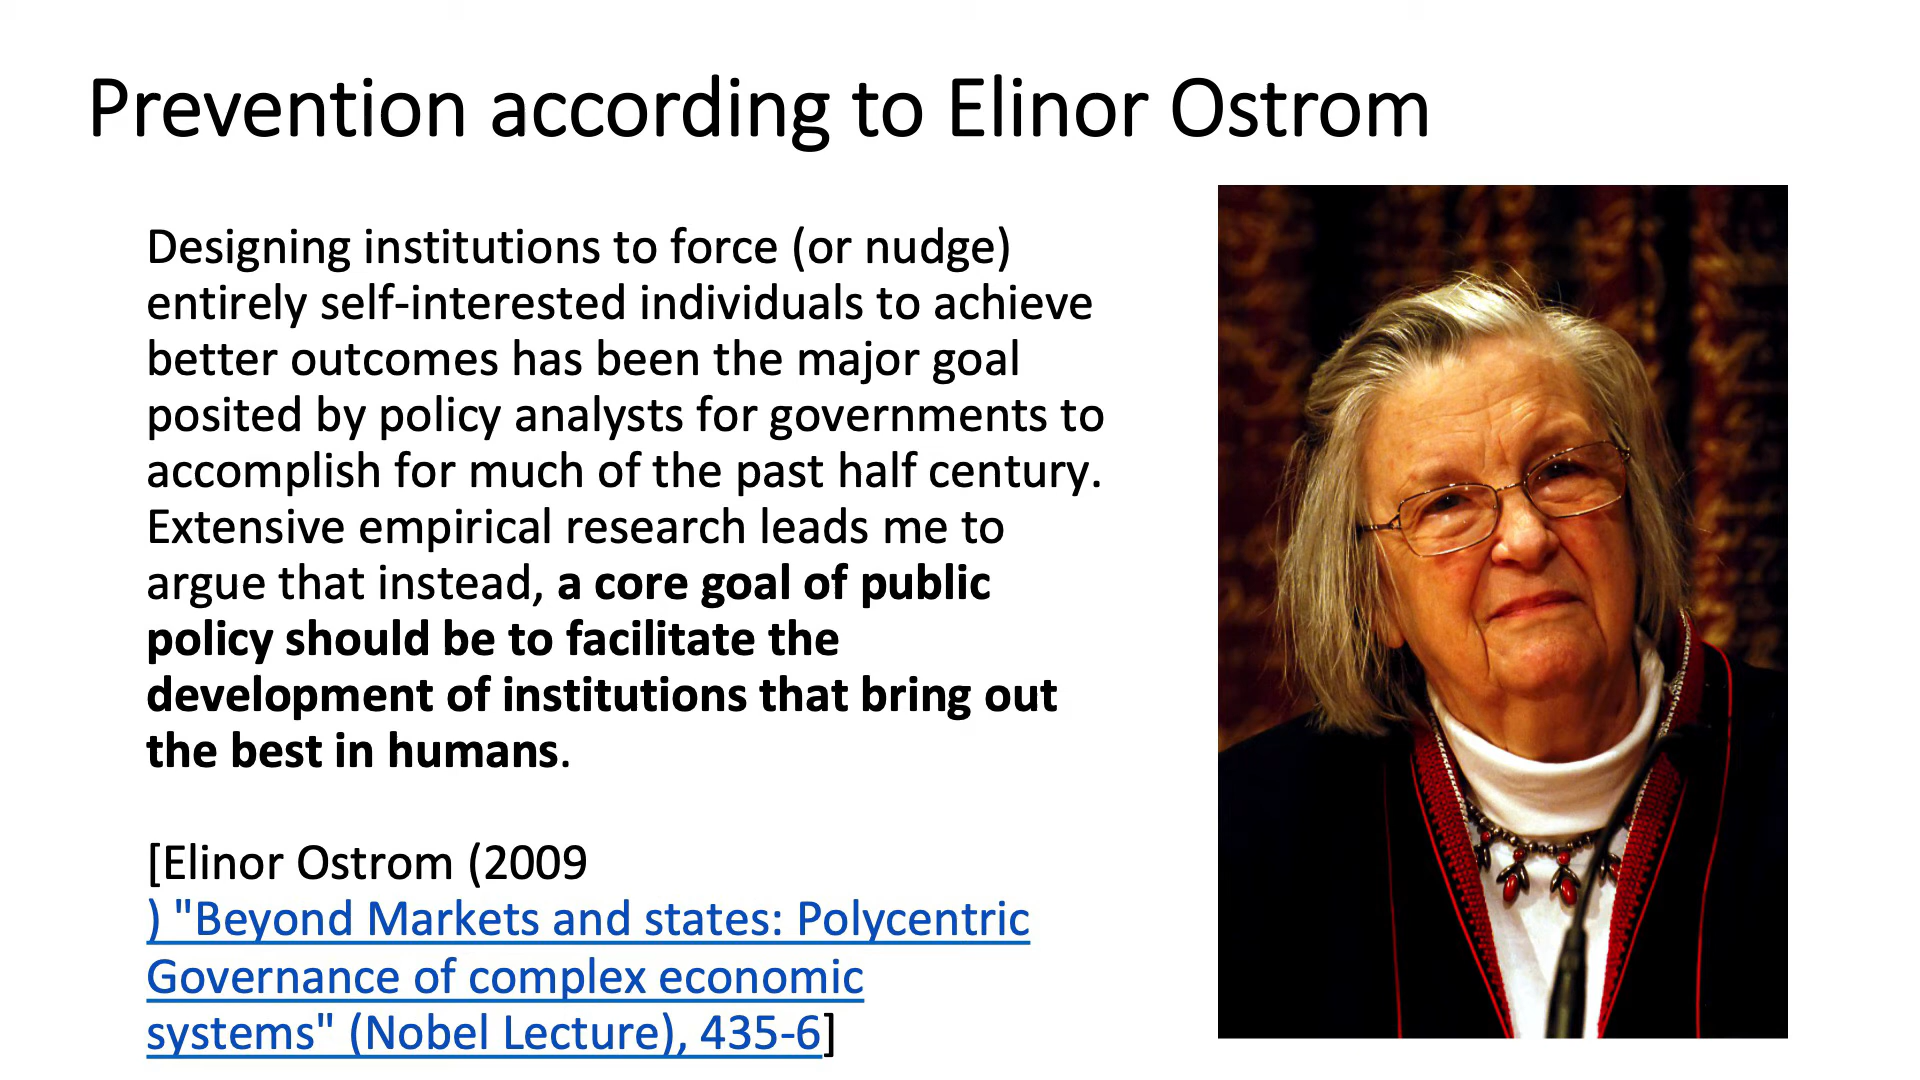 Prevention according to Elinor Ostrom
Designing institutions to force (or nudge)
entirely self-interested individuals to achieve
better outcomes has been the major goal
posited by policy analysts for governments to
accomplish for much of the past half century.
Extensive empirical research leads me to
argue that instead, a core goal of public
policy should be to facilitate the
development of institutions that bring out
the best in humans.
[Elinor Ostrom (2009
) "Beyond Markets and states: Polycentric
Governance of complex economic
systems" (Nobel Lecture), 435-6]